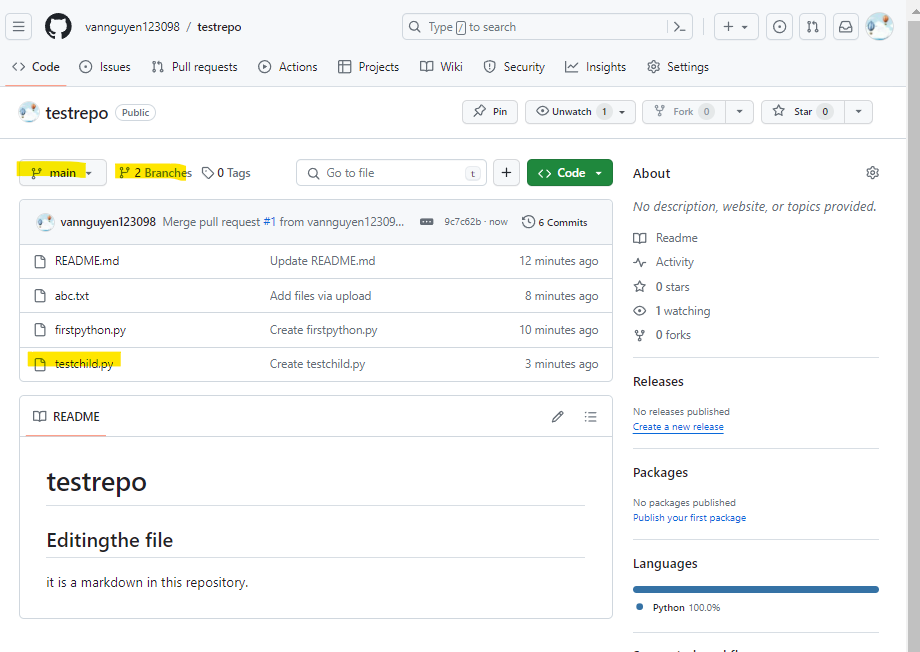 vannguyen123098 / testrepo
Type / to search
Code Issues Pull requests Actions Projects Wiki Security Insights Settings
testrepo Public
Pin Unwatch 1 Fork 0 Star 0
main 2 Branches 0 Tags
Go to file t
Code
vannguyen123098 Merge pull request #1 from vannguyen12309... 9c7c62b · now 6 Commits
README.md Update README.md 12 minutes ago
abc.txt Add files via upload 8 minutes ago
firstpython.py Create firstpython.py 10 minutes ago
testchild.py Create testchild.py 3 minutes ago
README
testrepo
Editingthe file
it is a markdown in this repository.
About
No description, website, or topics provided.
Readme
Activity
0 stars
1 watching
0 forks
Releases
No releases published
Create a new release
Packages
No packages published
Publish your first package
Languages
Python 100.0%